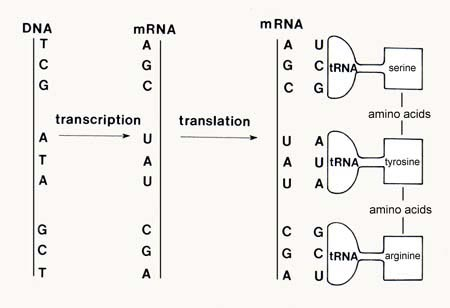 DNA mRNA mRNA
T A A U
C G G C tRNA serine
G C C G
amino acids
transcription translation
A U U A
T A A U tRNA tyrosine
A U U A
amino acids
G C C G
C G G C tRNA arginine
T A A U